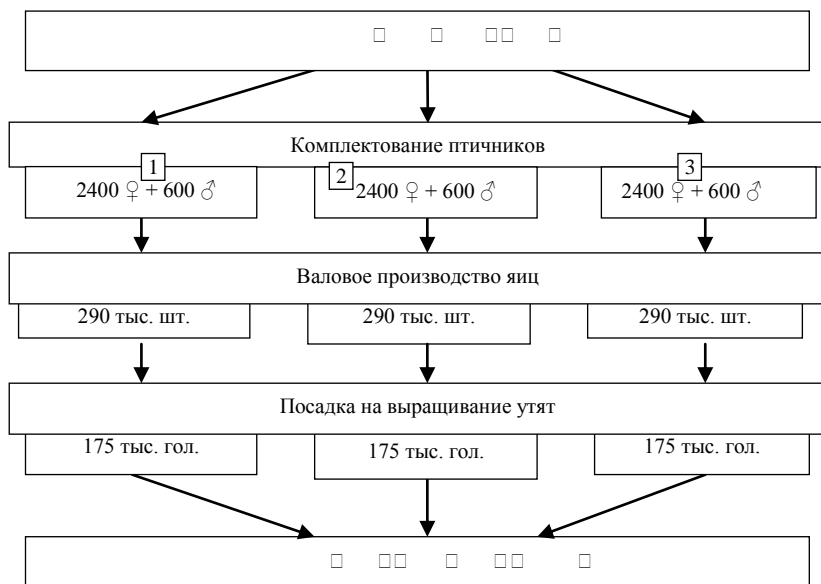 Комплектование птичников
1 2 3
2400 ♀ + 600 ♂ 2400 ♀ + 600 ♂ 2400 ♀ + 600 ♂
Валовое производство яиц
290 тыс. шт. 290 тыс. шт. 290 тыс. шт.
Посадка на выращивание утят
175 тыс. гол. 175 тыс. гол. 175 тыс. гол.